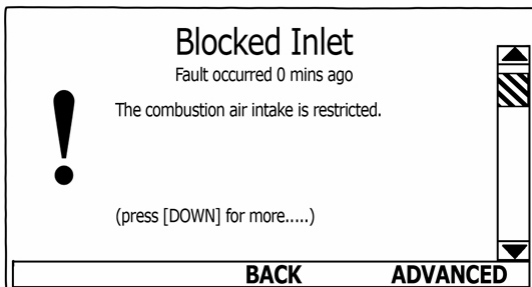 Blocked Inlet
Fault occurred 0 mins ago
The combustion air intake is restricted.
(press [DOWN] for more.....)
BACK ADVANCED